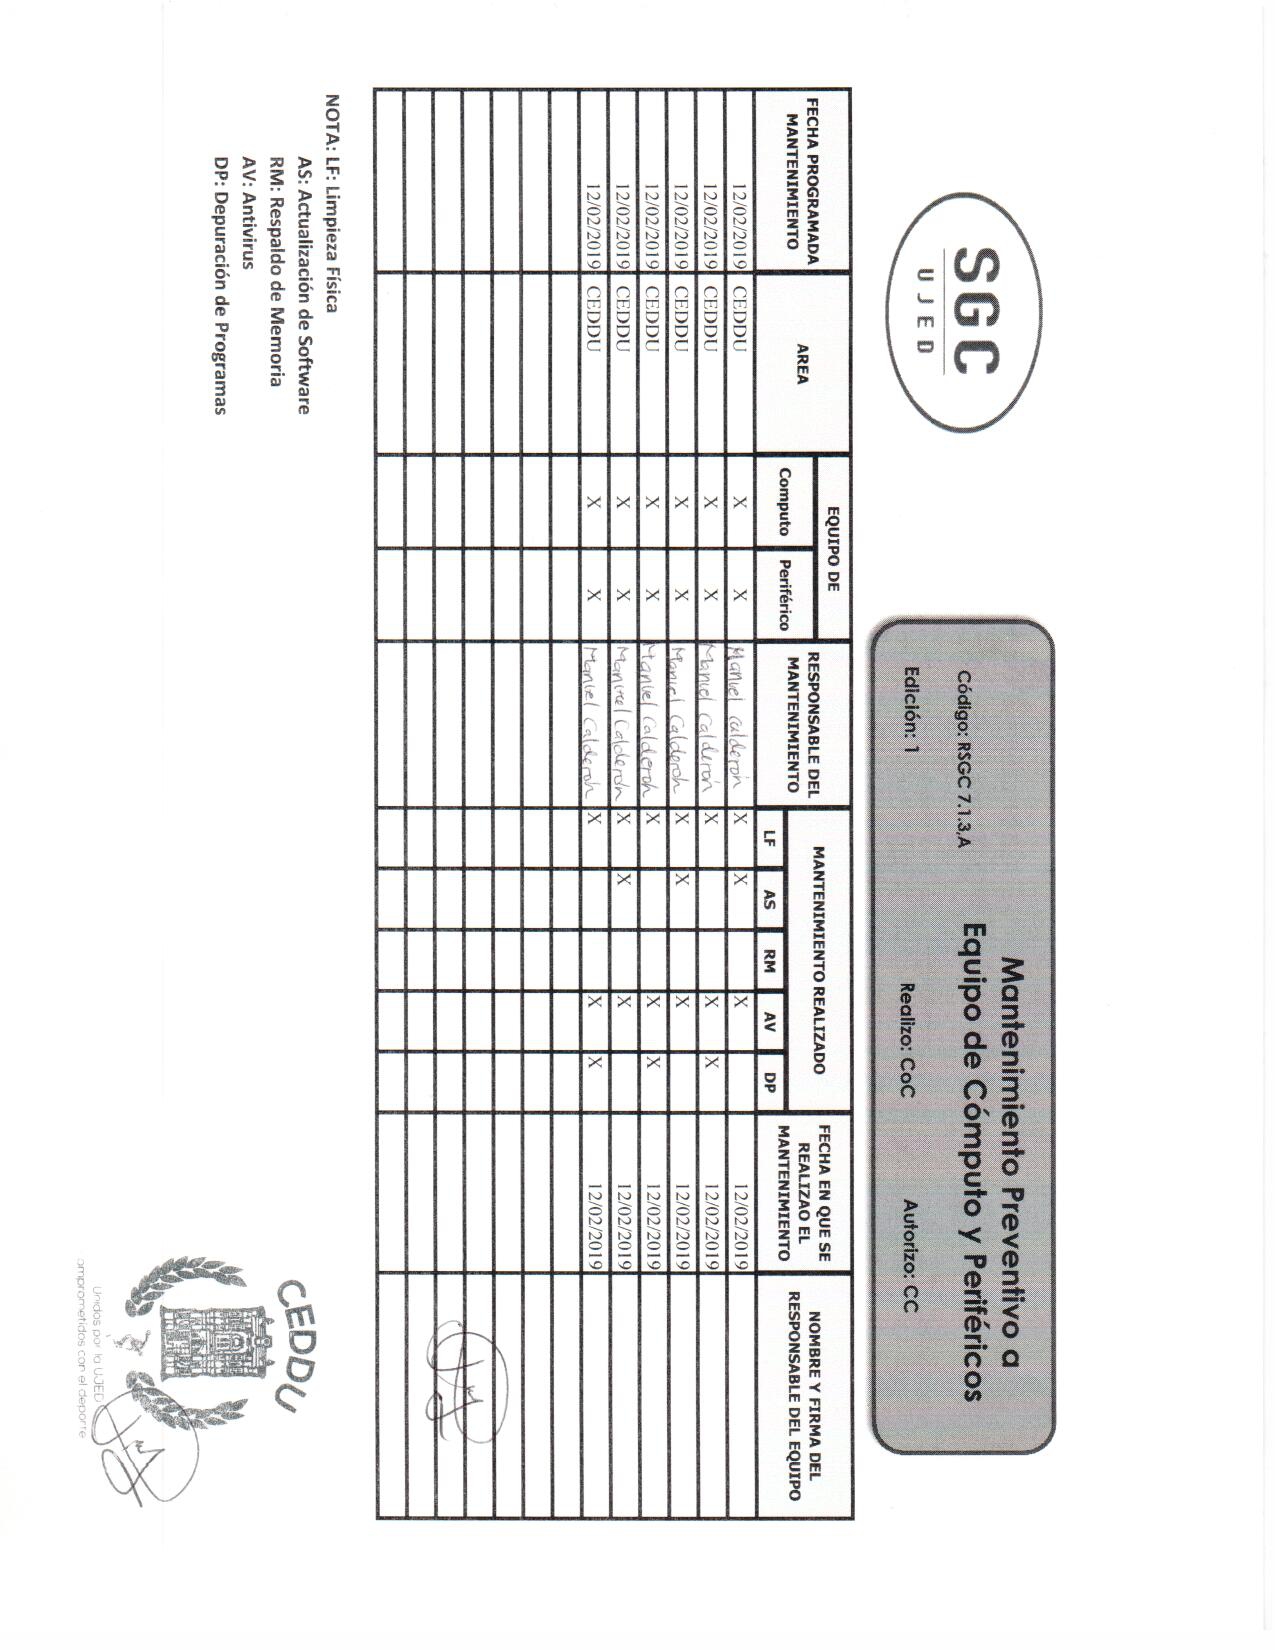 SGC
UJED
Mantenimiento Preventivo a
Equipo de Cómputo y Periféricos
Código: RSGC 7.1.3,A
Edición: 1 Realizo: CoC Autorizo: CC
FECHA PROGRAMADA MANTENIMIENTO AREA EQUIPO DE Computo Periférico RESPONSABLE DEL MANTENIMIENTO MANTENIMIENTO REALIZADO LF AS RM AV DP FECHA EN QUE SE REALIZAO EL MANTENIMIENTO NOMBRE Y FIRMA DEL RESPONSABLE DEL EQUIPO
12/02/2019 CEDDU X X Manuel Calderón X X X 12/02/2019
12/02/2019 CEDDU X X Manuel Calderón X X X 12/02/2019
12/02/2019 CEDDU X X Manuel Calderón X X X 12/02/2019
12/02/2019 CEDDU X X Manuel Calderón X X X 12/02/2019
12/02/2019 CEDDU X X Manuel Calderón X X X 12/02/2019
12/02/2019 CEDDU X X Manuel Calderón X X X 12/02/2019
NOTA: LF: Limpieza Física
AS: Actualización de Software
RM: Respaldo de Memoria
AV: Antivirus
DP: Depuración de Programas
CEDDU
Unidos por la UJED
omprometidos con el deporte